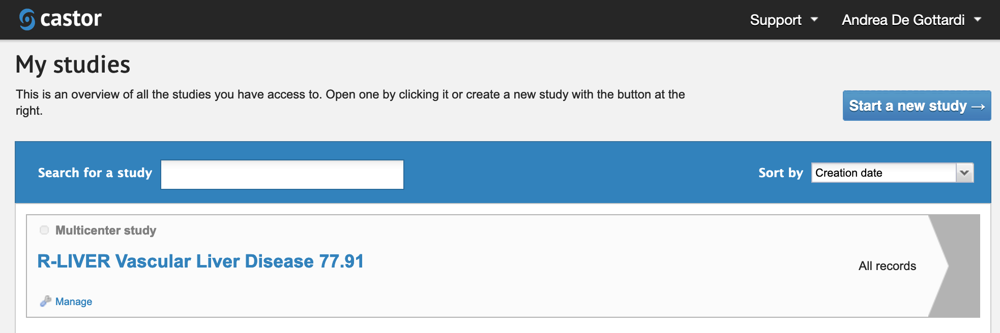 castor
Support
Andrea De Gottardi
My studies
This is an overview of all the studies you have access to. Open one by clicking it or create a new study with the button at the
right.
Start a new study →
Search for a study
Sort by
Creation date
Multicenter study
R-LIVER Vascular Liver Disease 77.91
All records
Manage